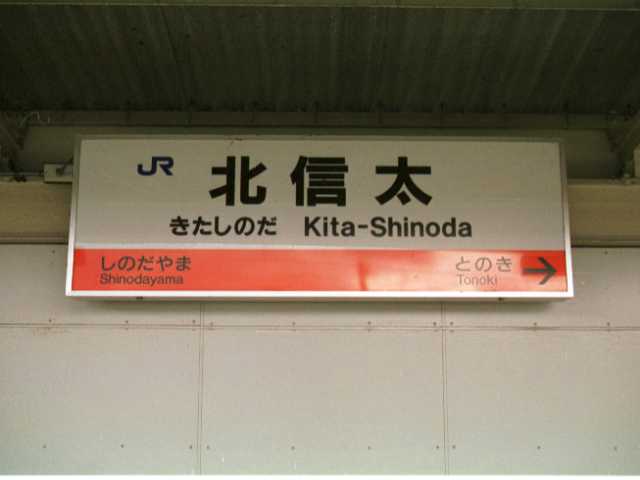 JR 北信太
きたしのだ Kita-Shinoda
しのだやま とのき →
Shinodayama Tonoki